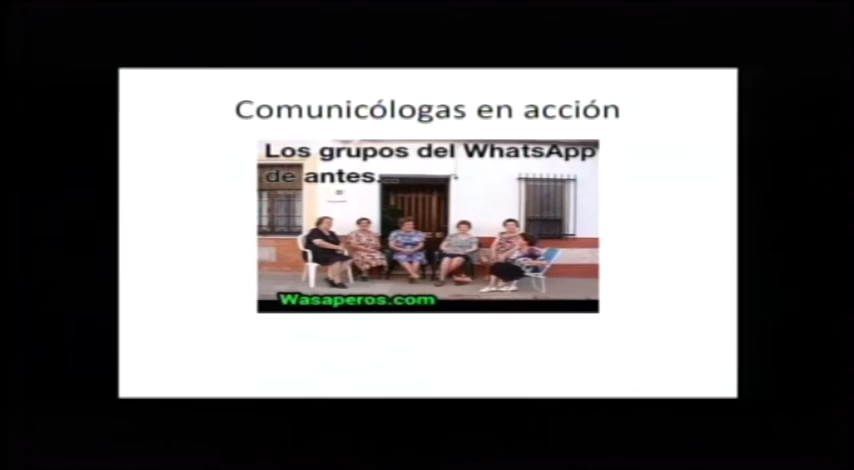 Comunicólogas en acción
Los grupos del WhatsApp
de antes...
Wasaperos.com